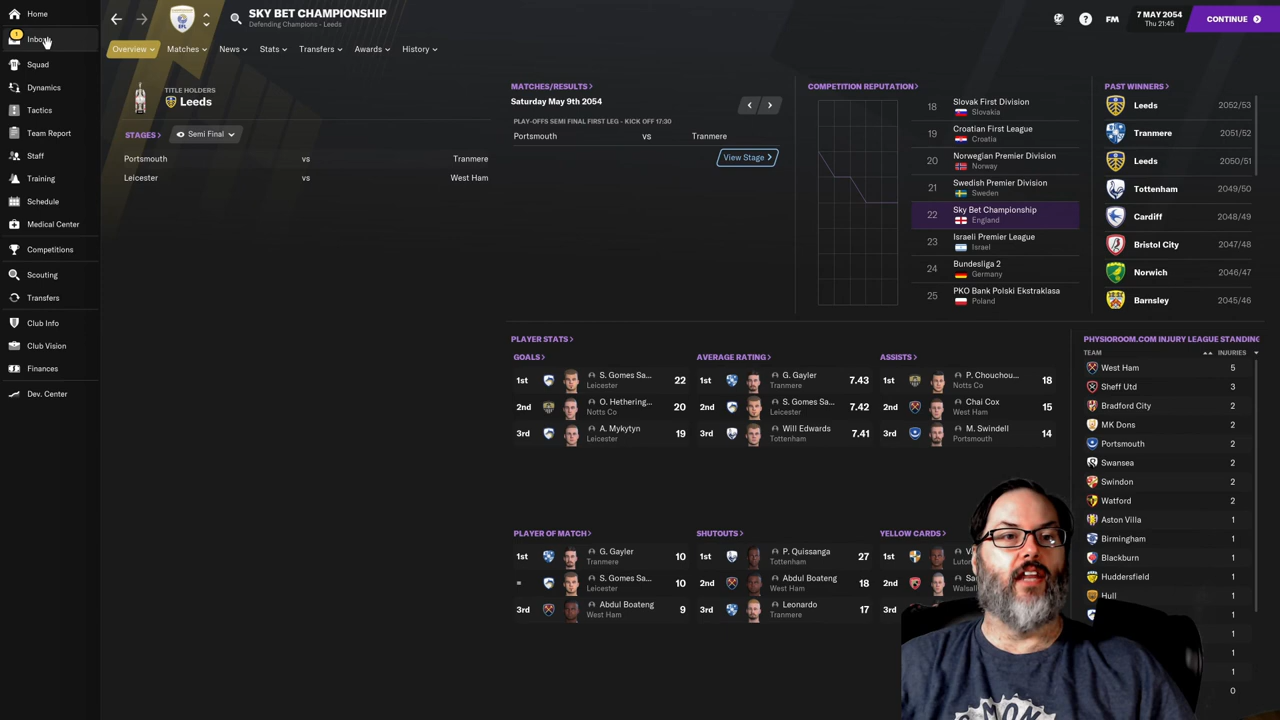 Home
SKY BET CHAMPIONSHIP
Defending Champions - Leeds
FM
7 MAY 2054
Thu 21:45
CONTINUE
1
Inbox
Overview
Matches
News
Stats
Transfers
Awards
History
Squad
Dynamics
Tactics
Team Report
Staff
Training
Schedule
Medical Center
Competitions
Scouting
Transfers
Club Info
Club Vision
Finances
Dev. Center
TITLE HOLDERS
Leeds
STAGES
Semi Final
Portsmouth vs Tranmere
Leicester vs West Ham
MATCHES/RESULTS
Saturday May 9th 2054
PLAY-OFFS SEMI FINAL FIRST LEG - KICK OFF 17:30
Portsmouth vs Tranmere
View Stage
COMPETITION REPUTATION
18 Slovak First Division
Slovakia
19 Croatian First League
Croatia
20 Norwegian Premier Division
Norway
21 Swedish Premier Division
Sweden
22 Sky Bet Championship
England
23 Israeli Premier League
Israel
24 Bundesliga 2
Germany
25 PKO Bank Polski Ekstraklasa
Poland
PAST WINNERS
Leeds 2052/53
Tranmere 2051/52
Leeds 2050/51
Tottenham 2049/50
Cardiff 2048/49
Bristol City 2047/48
Norwich 2046/47
Barnsley 2045/46
PLAYER STATS
GOALS
1st S. Gomes Sa... 22
Leicester
2nd O. Hethering... 20
Notts Co
3rd A. Mykytyn 19
Leicester
AVERAGE RATING
1st G. Gayler 7.43
Tranmere
2nd S. Gomes Sa... 7.42
Leicester
3rd Will Edwards 7.41
Tottenham
ASSISTS
1st P. Chouchou... 18
Notts Co
2nd Chai Cox 15
West Ham
3rd M. Swindell 14
Portsmouth
PLAYER OF MATCH
1st G. Gayler 10
Tranmere
= S. Gomes Sa... 10
Leicester
3rd Abdul Boateng 9
West Ham
SHUTOUTS
1st P. Quissanga 27
Tottenham
2nd Abdul Boateng 18
West Ham
3rd Leonardo 17
Tranmere
YELLOW CARDS
1st
2nd
3rd
PHYSIOROOM.COM INJURY LEAGUE STANDING
TEAM INJURIES
West Ham 5
Sheff Utd 3
Bradford City 2
MK Dons 2
Portsmouth 2
Swansea 2
Swindon 2
Watford 2
Aston Villa 1
Birmingham 1
Blackburn 1
Huddersfield 1
Hull 1
1
1
1
1
0